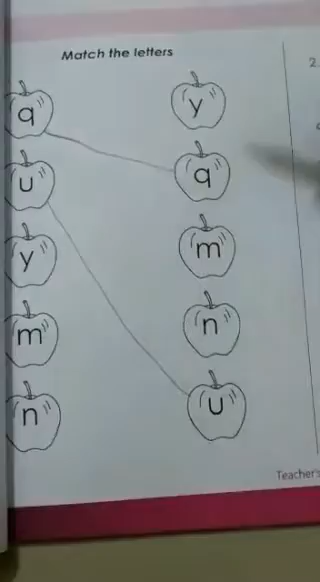 Match the letters
2.
q y
u q
y m
m n
n u
Teacher's